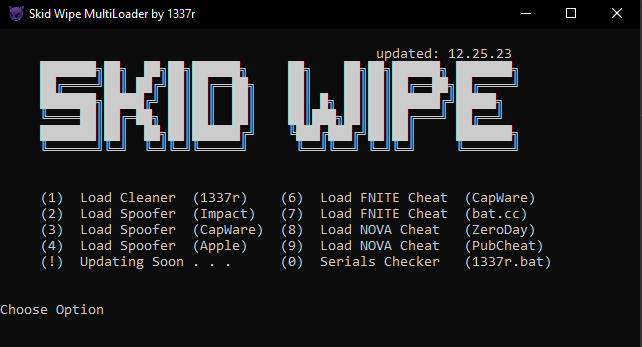 Skid Wipe MultiLoader by 1337r
updated: 12.25.23
SKID WIPE
(1) Load Cleaner (1337r) (6) Load FNITE Cheat (CapWare)
(2) Load Spoofer (Impact) (7) Load FNITE Cheat (bat.cc)
(3) Load Spoofer (CapWare) (8) Load NOVA Cheat (ZeroDay)
(4) Load Spoofer (Apple) (9) Load NOVA Cheat (PubCheat)
(!) Updating Soon . . . (0) Serials Checker (1337r.bat)
Choose Option